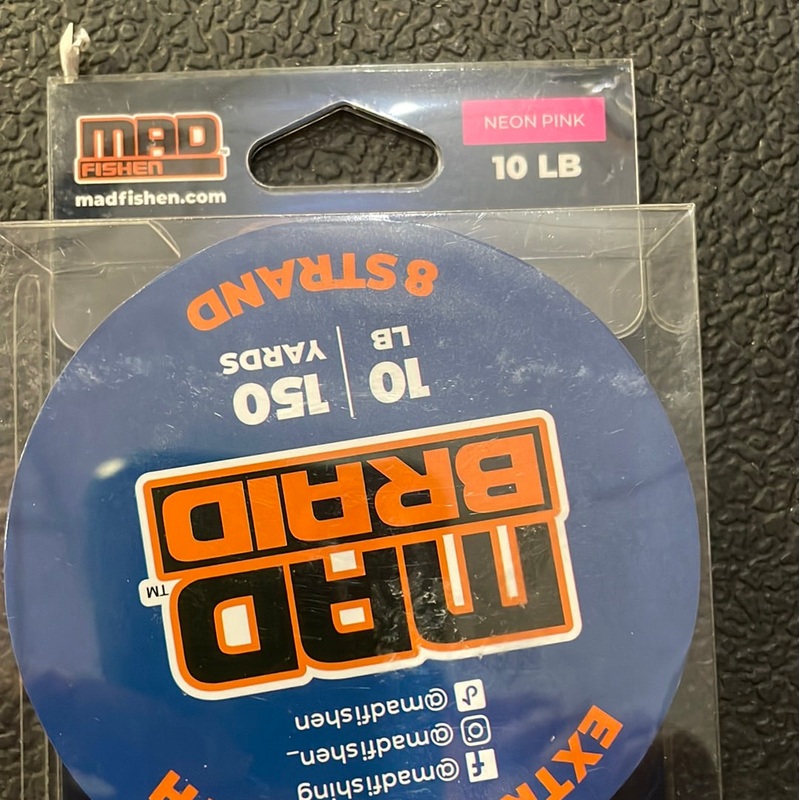 MAD
FISHEN
madfishen.com
NEON PINK
10 LB
@madfishing
@madfishen_
@madfishen
MAD
BRAID
TM
10
LB
150
YARDS
8 STRAND